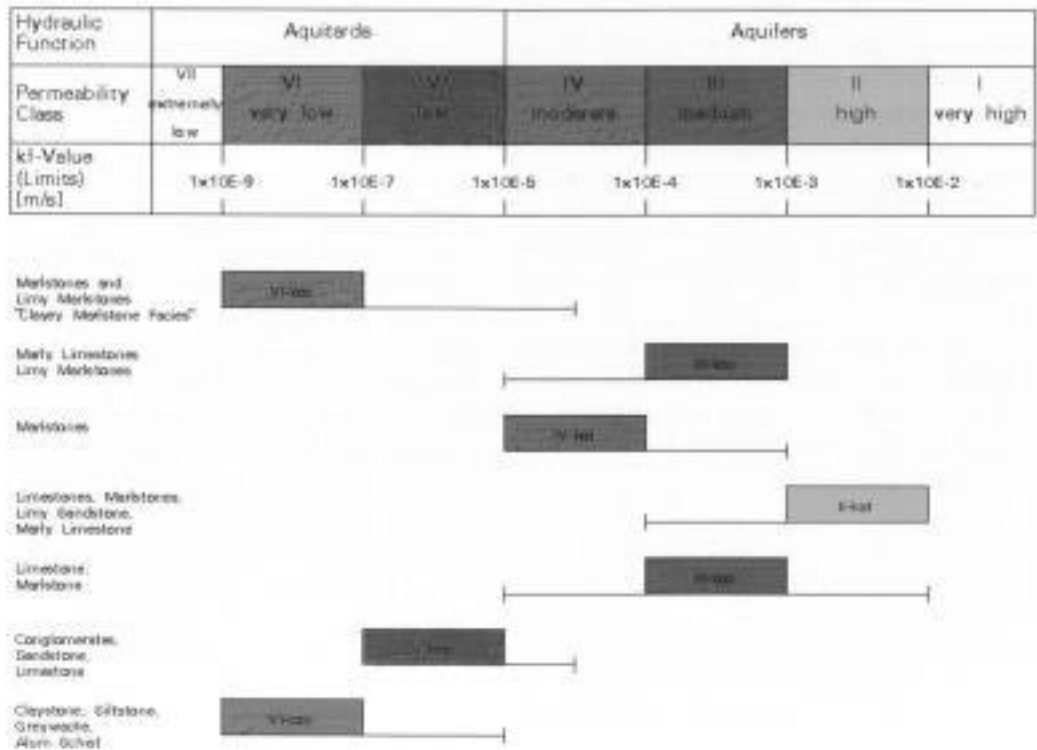 Hydraulic
Function
Aquitards
Aquifers
Permeability
Class
VII
extremely
low
VI
very low
V
low
IV
moderate
III
medium
II
high
I
very high
kf-Value
(Limits)
[m/s]
1x10E-9
1x10E-7
1x10E-5
1x10E-4
1x10E-3
1x10E-2
Marlstones and
Limy Marlstones
"Clayey Marlstone Facies"
Marly Limestones
Limy Marlstones
Marlstones
Limestones, Marlstones,
Limy Sandstone,
Marly Limestone
Limestone,
Marlstone
Conglomerates,
Sandstone,
Limestone
Claystone, Siltstone,
Greywacke,
Alum Schist